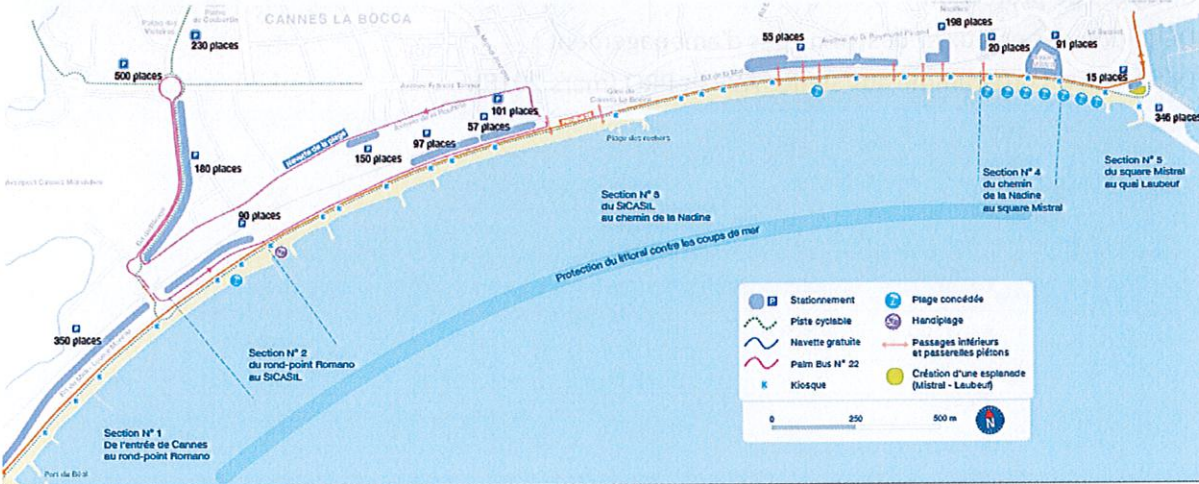 CANNES LA BOCCA
230 places
500 places
180 places
90 places
350 places
navette de la plage
150 places
97 places
57 places
101 places
Gare de
Cannes La Bocca
Plage des rochers
55 places
198 places
20 places
91 places
15 places
346 places
Section N° 1
De l'entrée de Cannes
au rond-point Romano
Section N° 2
du rond-point Romano
au SICASIL
Section N° 3
du SICASIL
au chemin de la Nadine
Section N° 4
du chemin
de la Nadine
au square Mistral
Section N° 5
du square Mistral
au quai Laubeuf
Protection du littoral contre les coups de mer
Port du Béal
P Stationnement
Piste cyclable
Navette gratuite
Palm Bus N° 22
K Kiosque
Plage concédée
Handiplage
Passages inférieurs
et passerelles piétons
Création d'une esplanade
(Mistral - Laubeuf)
0 250 500 m
N